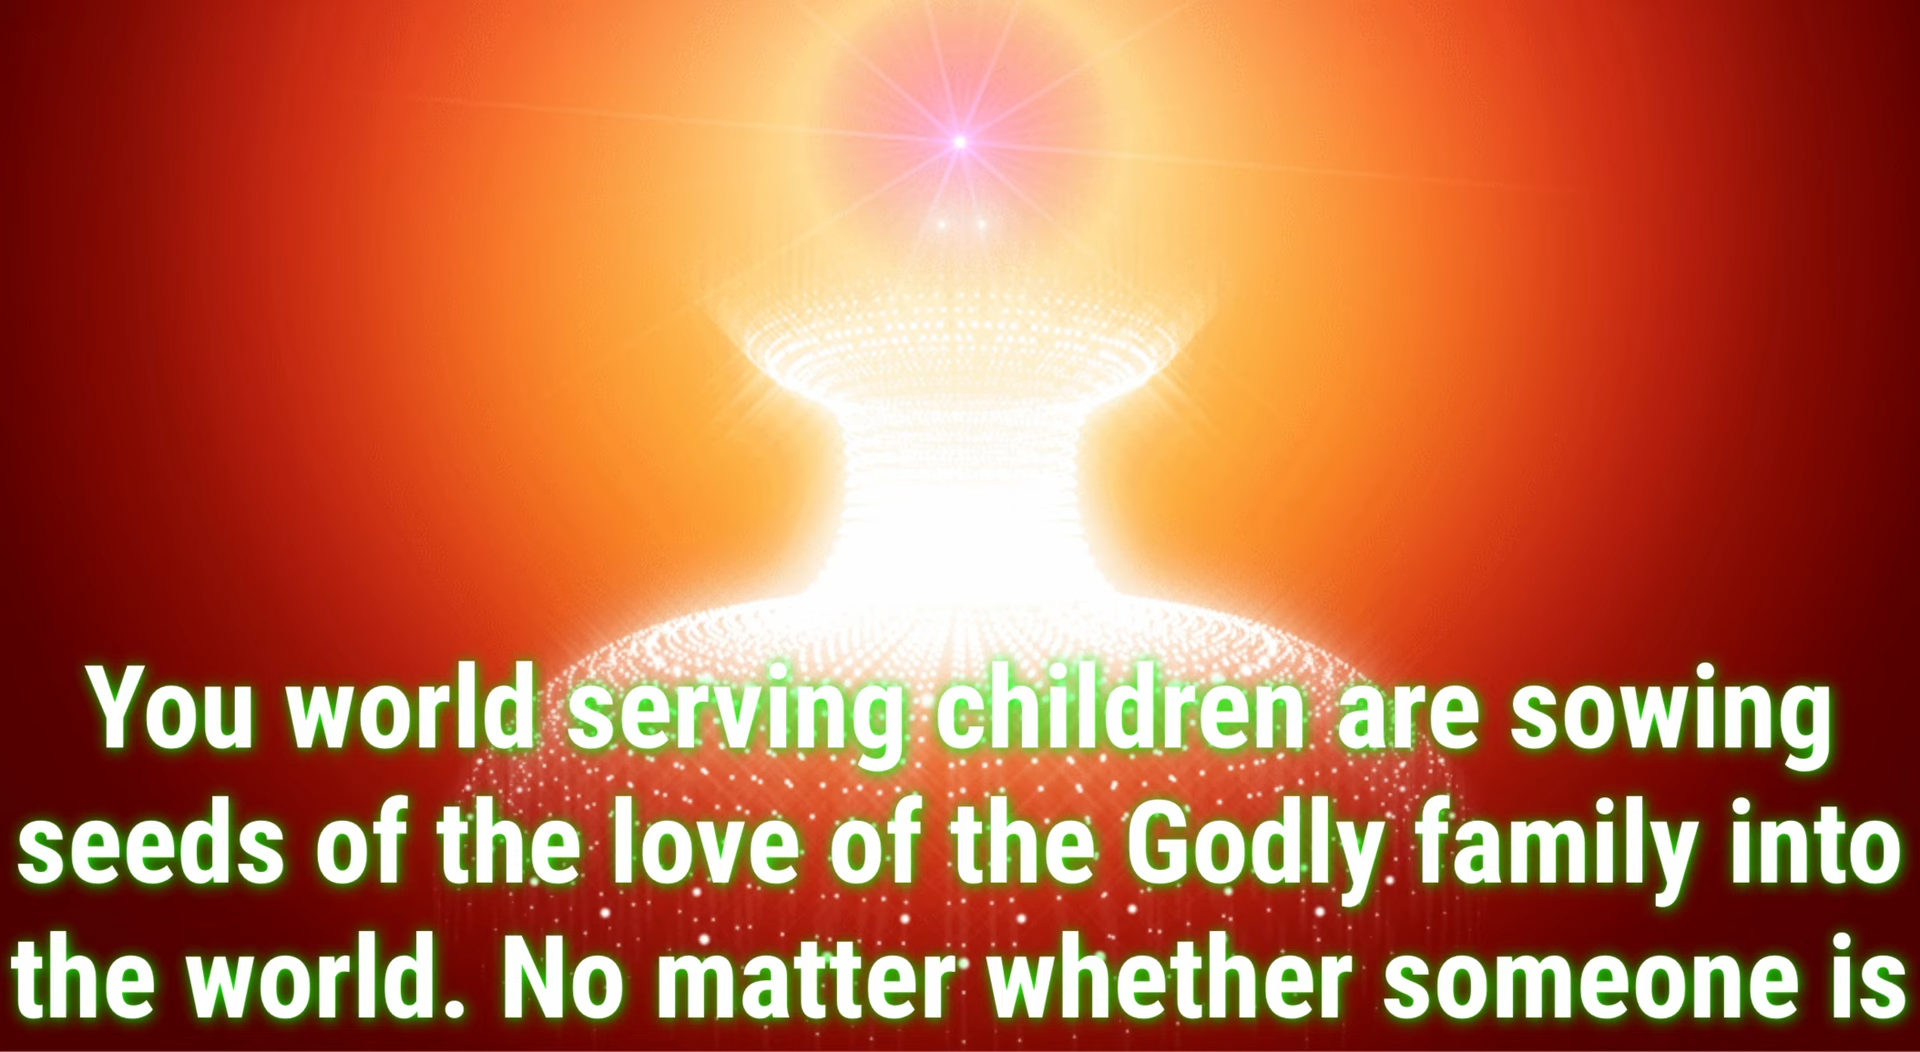 You world serving children are sowing
seeds of the love of the Godly family into
the world. No matter whether someone is